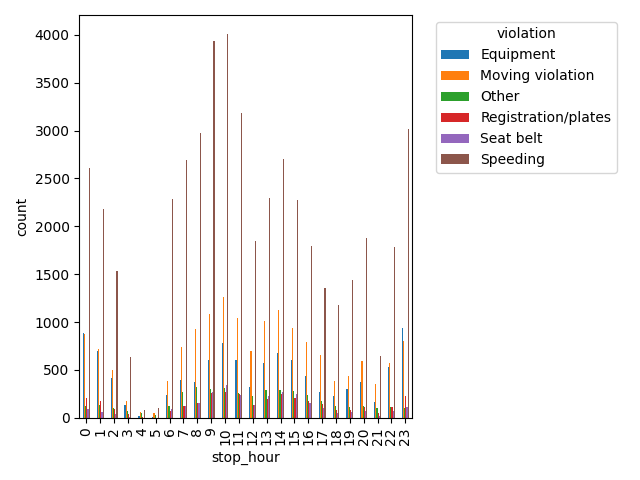 violation
Equipment
Moving violation
Other
Registration/plates
Seat belt
Speeding
count
4000
3500
3000
2500
2000
1500
1000
500
0
0 1 2 3 4 5 6 7 8 9 10 11 12 13 14 15 16 17 18 19 20 21 22 23
stop_hour